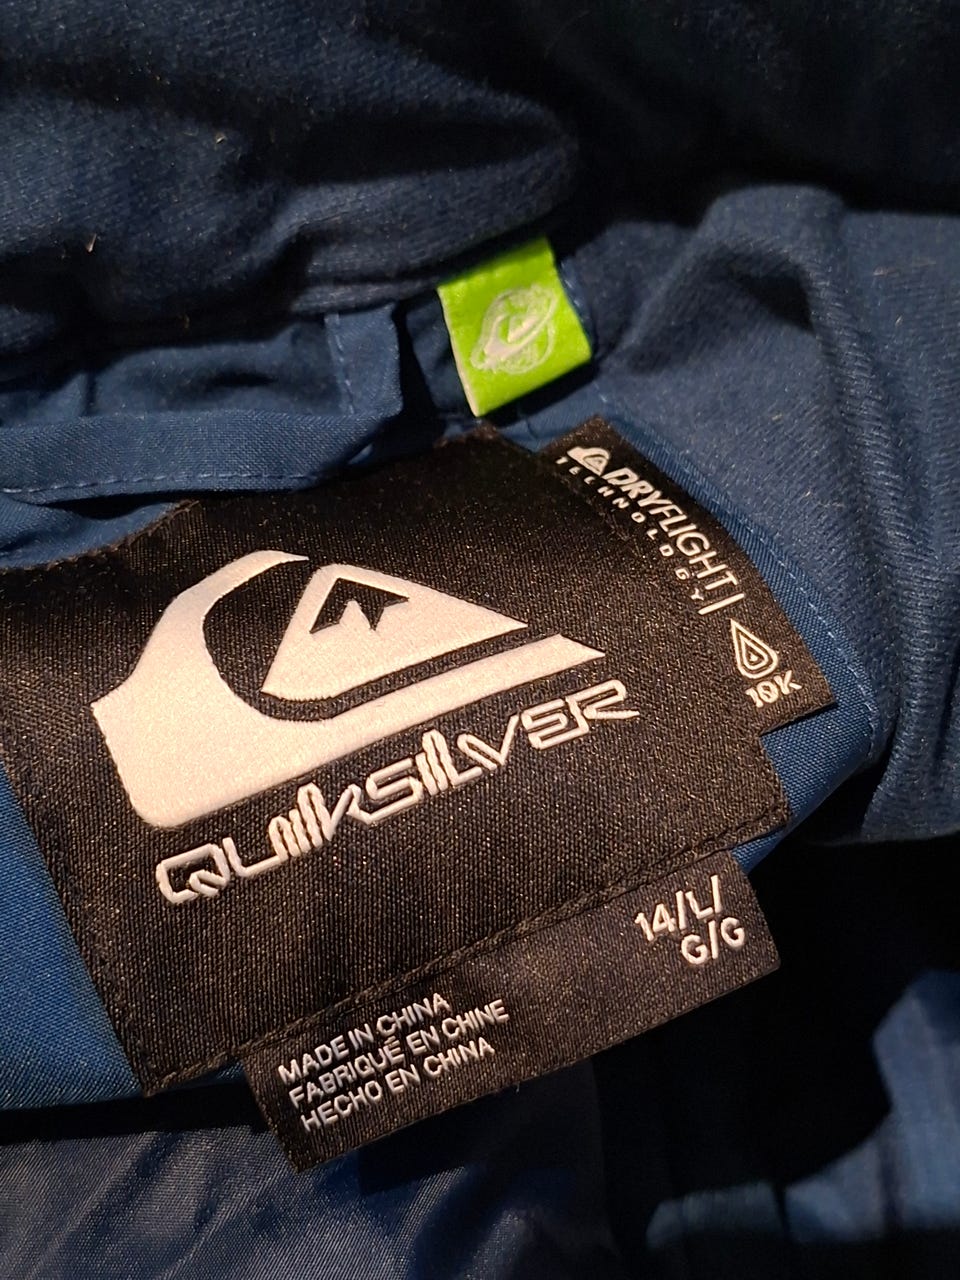 DRYFLIGHT
TECHNOLOGY
10K
QUIKSILVER
14/L/
G/G
MADE IN CHINA
FABRIQUÉ EN CHINE
HECHO EN CHINA